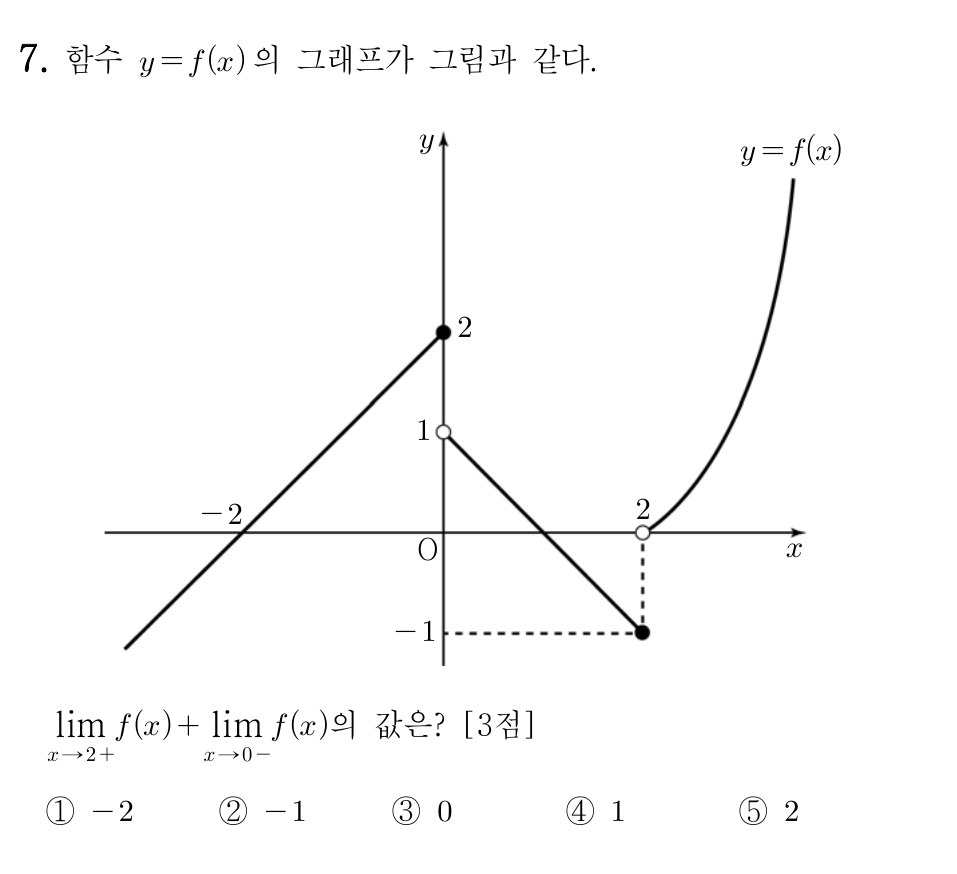 7. 함수 y=f(x)의 그래프가 그림과 같다.
y
y=f(x)
2
1
-2
2
O
x
-1
lim f(x)+ lim f(x)의 값은? [3점]
x→2+ x→0-
① -2 ② -1 ③ 0 ④ 1 ⑤ 2